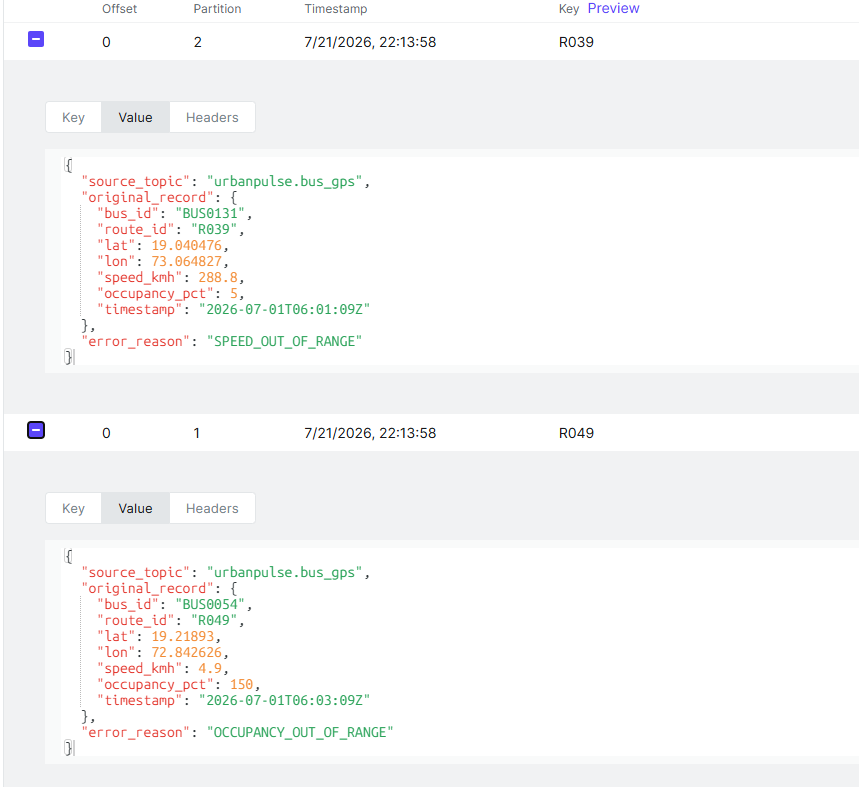 Offset Partition Timestamp Key Preview
0 2 7/21/2026, 22:13:58 R039
Key Value Headers
{
"source_topic": "urbanpulse.bus_gps",
"original_record": {
"bus_id": "BUS0131",
"route_id": "R039",
"lat": 19.040476,
"lon": 73.064827,
"speed_kmh": 288.8,
"occupancy_pct": 5,
"timestamp": "2026-07-01T06:01:09Z"
},
"error_reason": "SPEED_OUT_OF_RANGE"
}
0 1 7/21/2026, 22:13:58 R049
Key Value Headers
{
"source_topic": "urbanpulse.bus_gps",
"original_record": {
"bus_id": "BUS0054",
"route_id": "R049",
"lat": 19.21893,
"lon": 72.842626,
"speed_kmh": 4.9,
"occupancy_pct": 150,
"timestamp": "2026-07-01T06:03:09Z"
},
"error_reason": "OCCUPANCY_OUT_OF_RANGE"
}